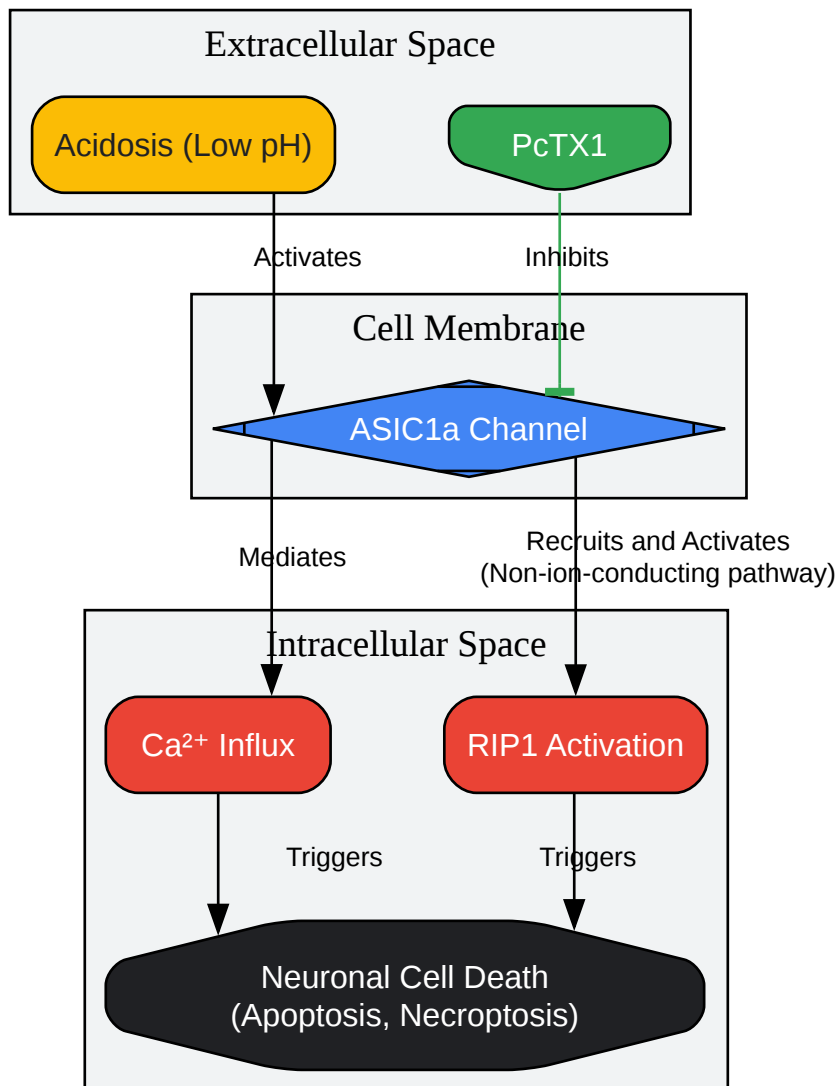 Extracellular Space
Acidosis (Low pH)
PcTX1
Activates
Inhibits
Cell Membrane
ASIC1a Channel
Mediates
Recruits and Activates
(Non-ion-conducting pathway)
Intracellular Space
Ca²⁺ Influx
RIP1 Activation
Triggers
Triggers
Neuronal Cell Death
(Apoptosis, Necroptosis)